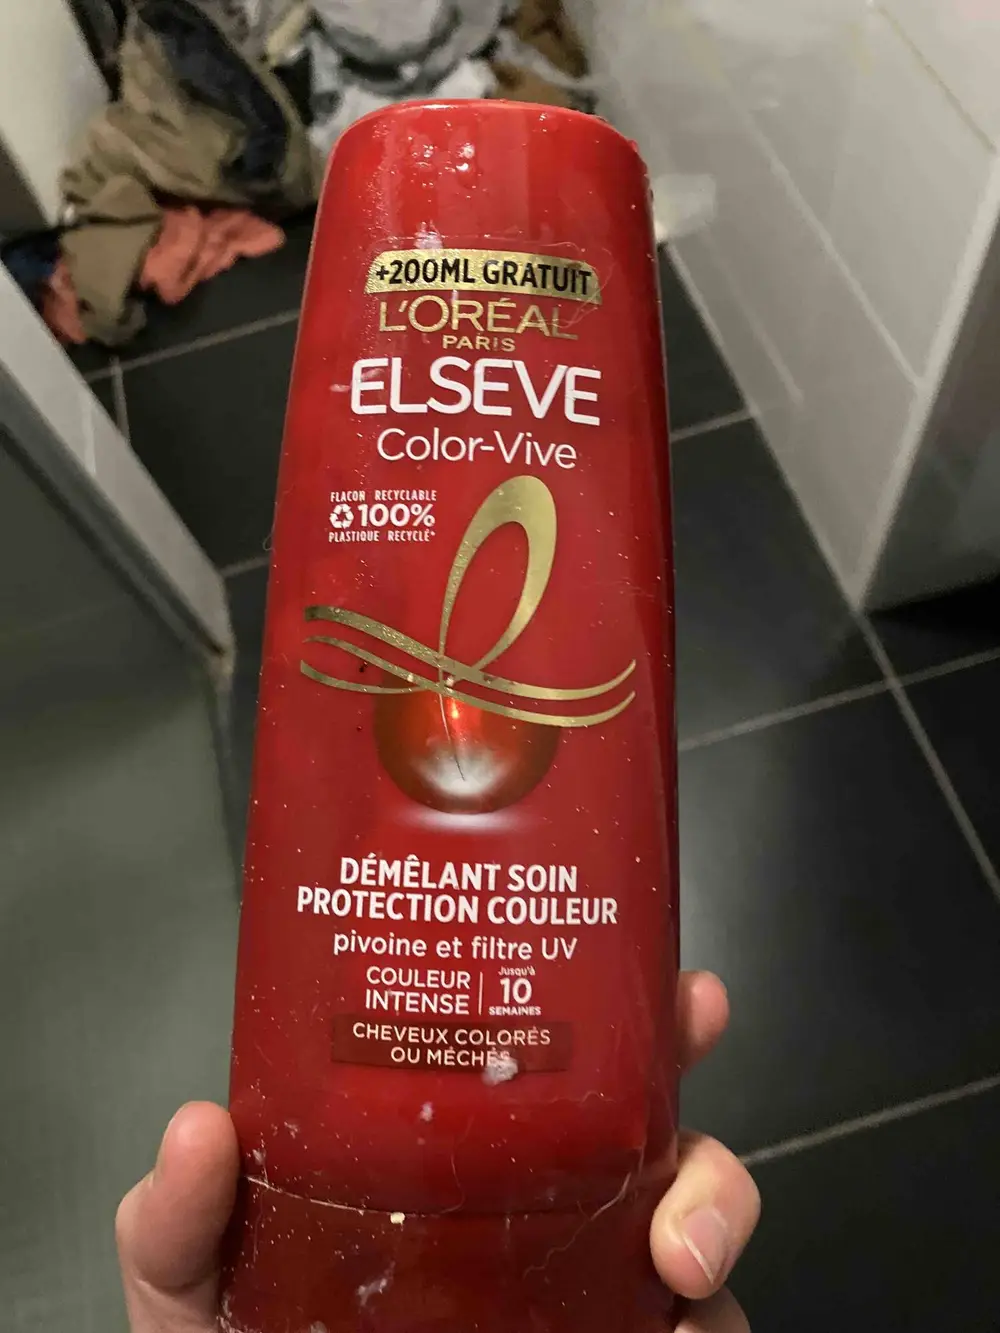 +200ML GRATUIT
L'ORÉAL
PARIS
ELSEVE
Color-Vive
FLACON RECYCLABLE
100%
PLASTIQUE RECYCLÉ*
DÉMÊLANT SOIN
PROTECTION COULEUR
pivoine et filtre UV
COULEUR
INTENSE
Jusqu'à
10
SEMAINES
CHEVEUX COLORÉS
OU MÉCHÉS